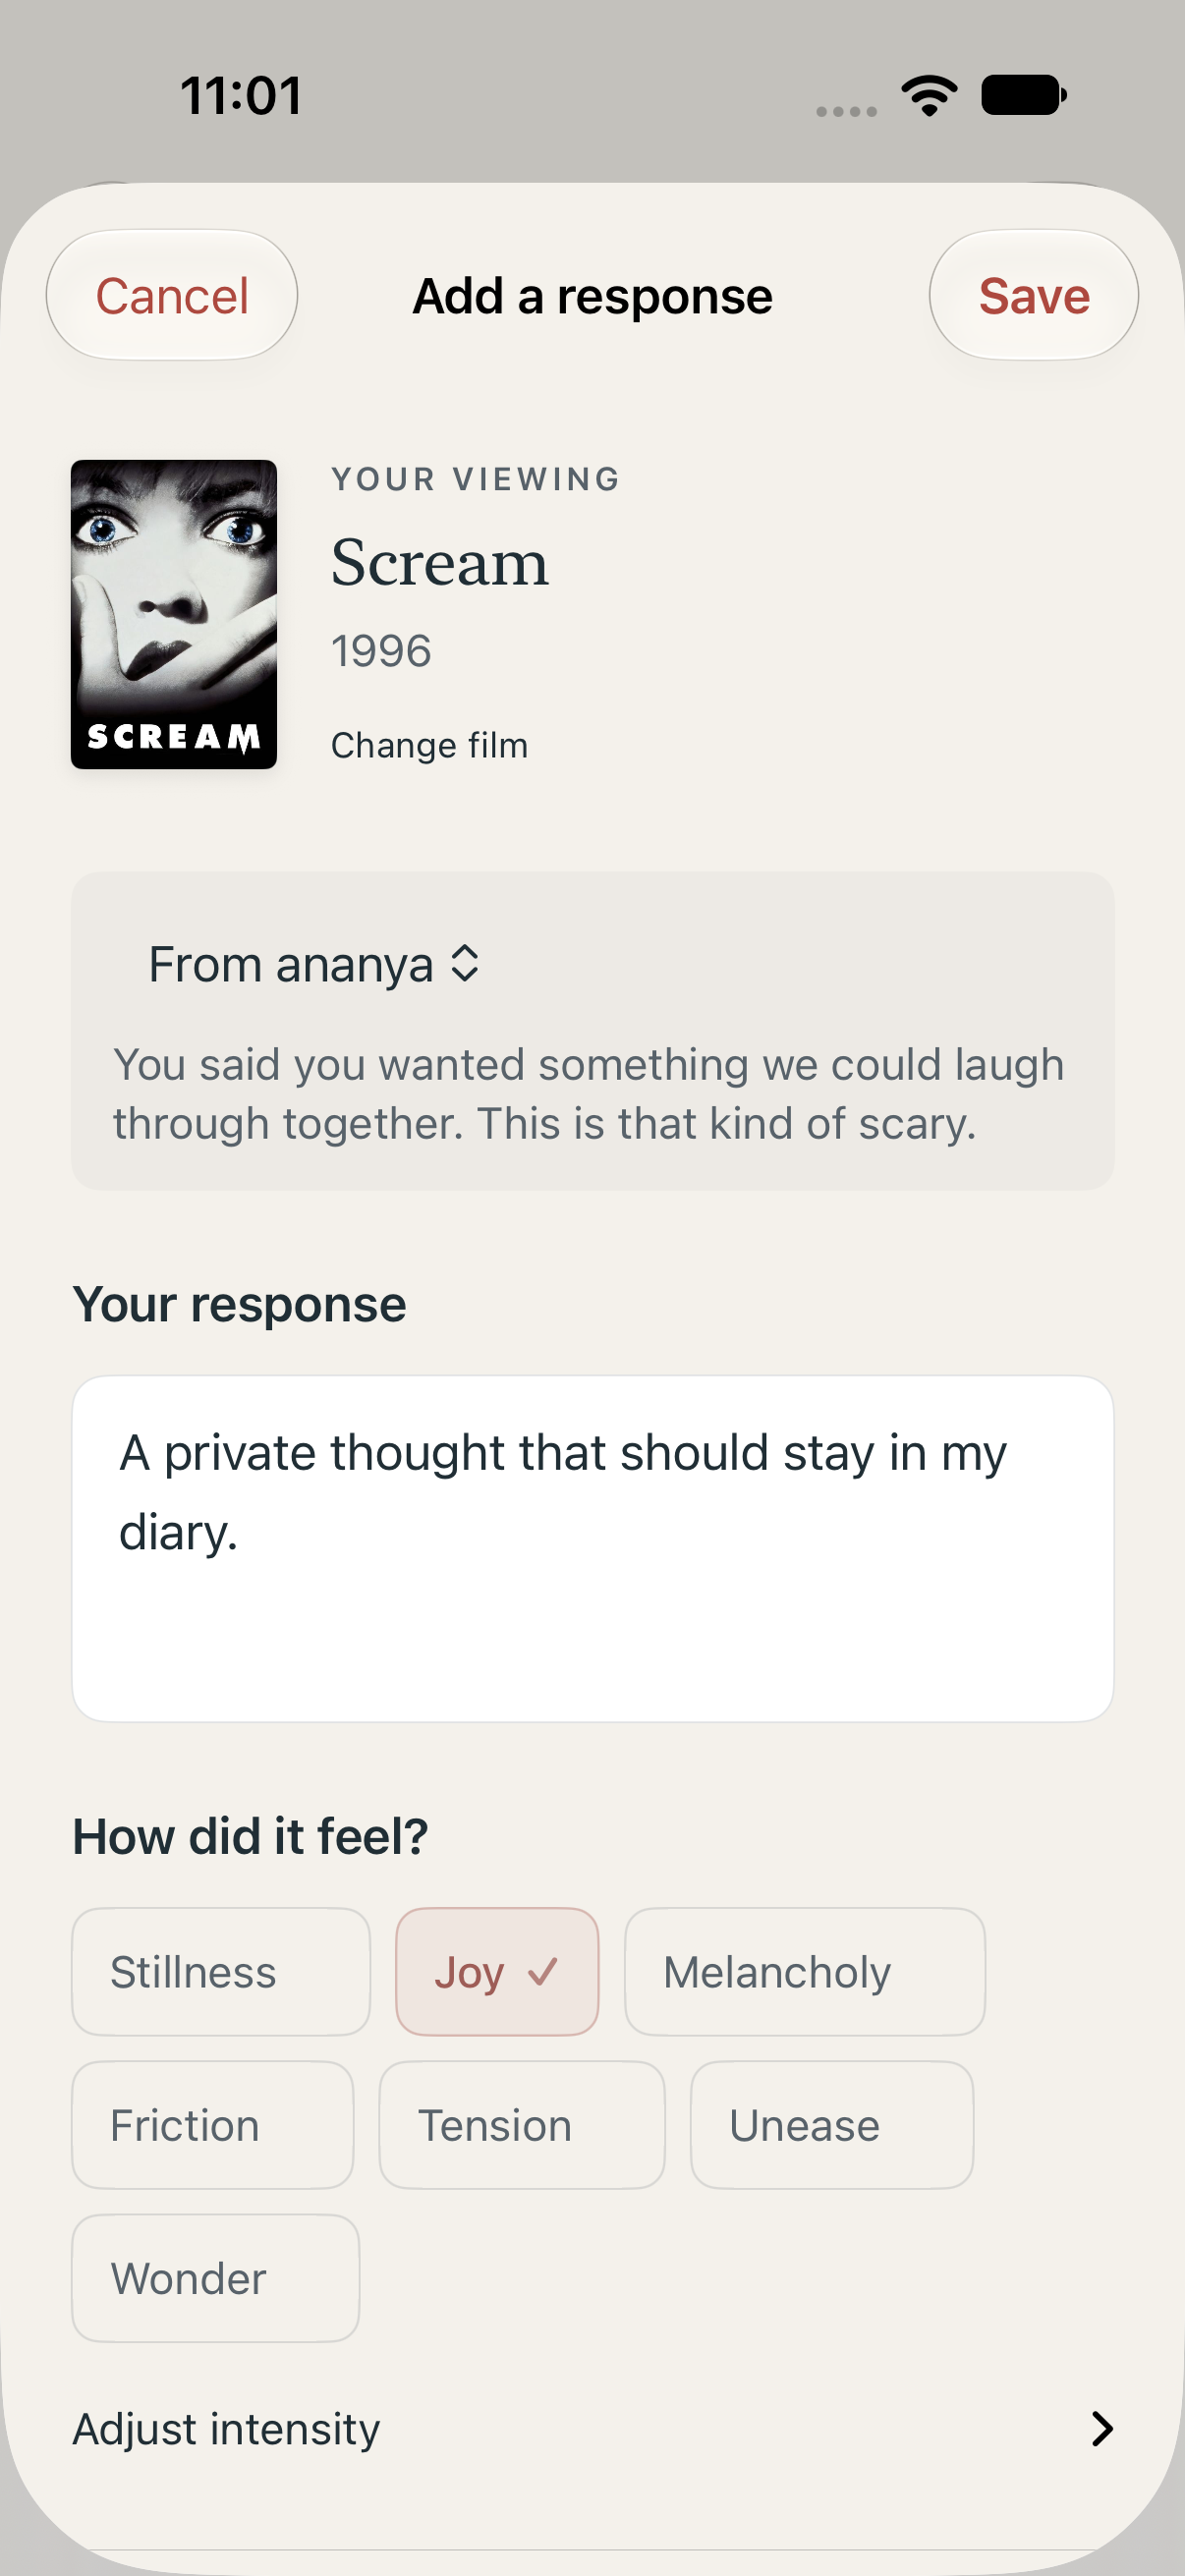 11:01
Cancel
Add a response
Save
YOUR VIEWING
Scream
1996
Change film
SCREAM
From ananya
You said you wanted something we could laugh
through together. This is that kind of scary.
Your response
A private thought that should stay in my
diary.
How did it feel?
Stillness
Joy
Melancholy
Friction
Tension
Unease
Wonder
Adjust intensity